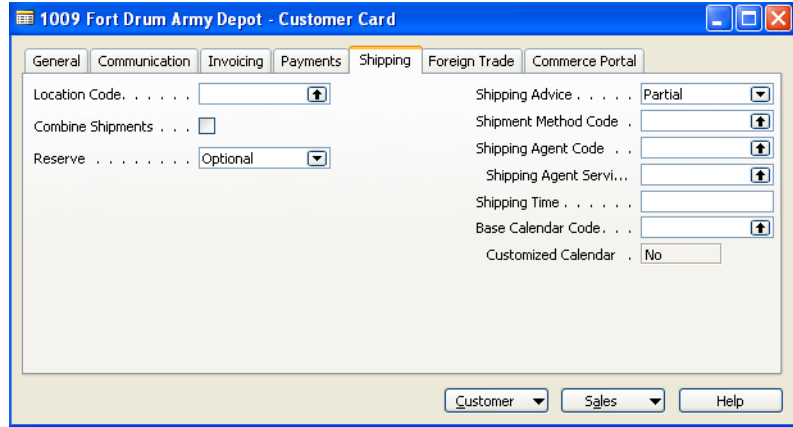 1009 Fort Drum Army Depot - Customer Card
General Communication Invoicing Payments Shipping Foreign Trade Commerce Portal
Location Code. . . . . .
Combine Shipments . . .
Reserve . . . . . . . . Optional
Shipping Advice . . . . . Partial
Shipment Method Code .
Shipping Agent Code . .
Shipping Agent Servi...
Shipping Time . . . . . .
Base Calendar Code. . .
Customized Calendar . No
Customer Sales Help